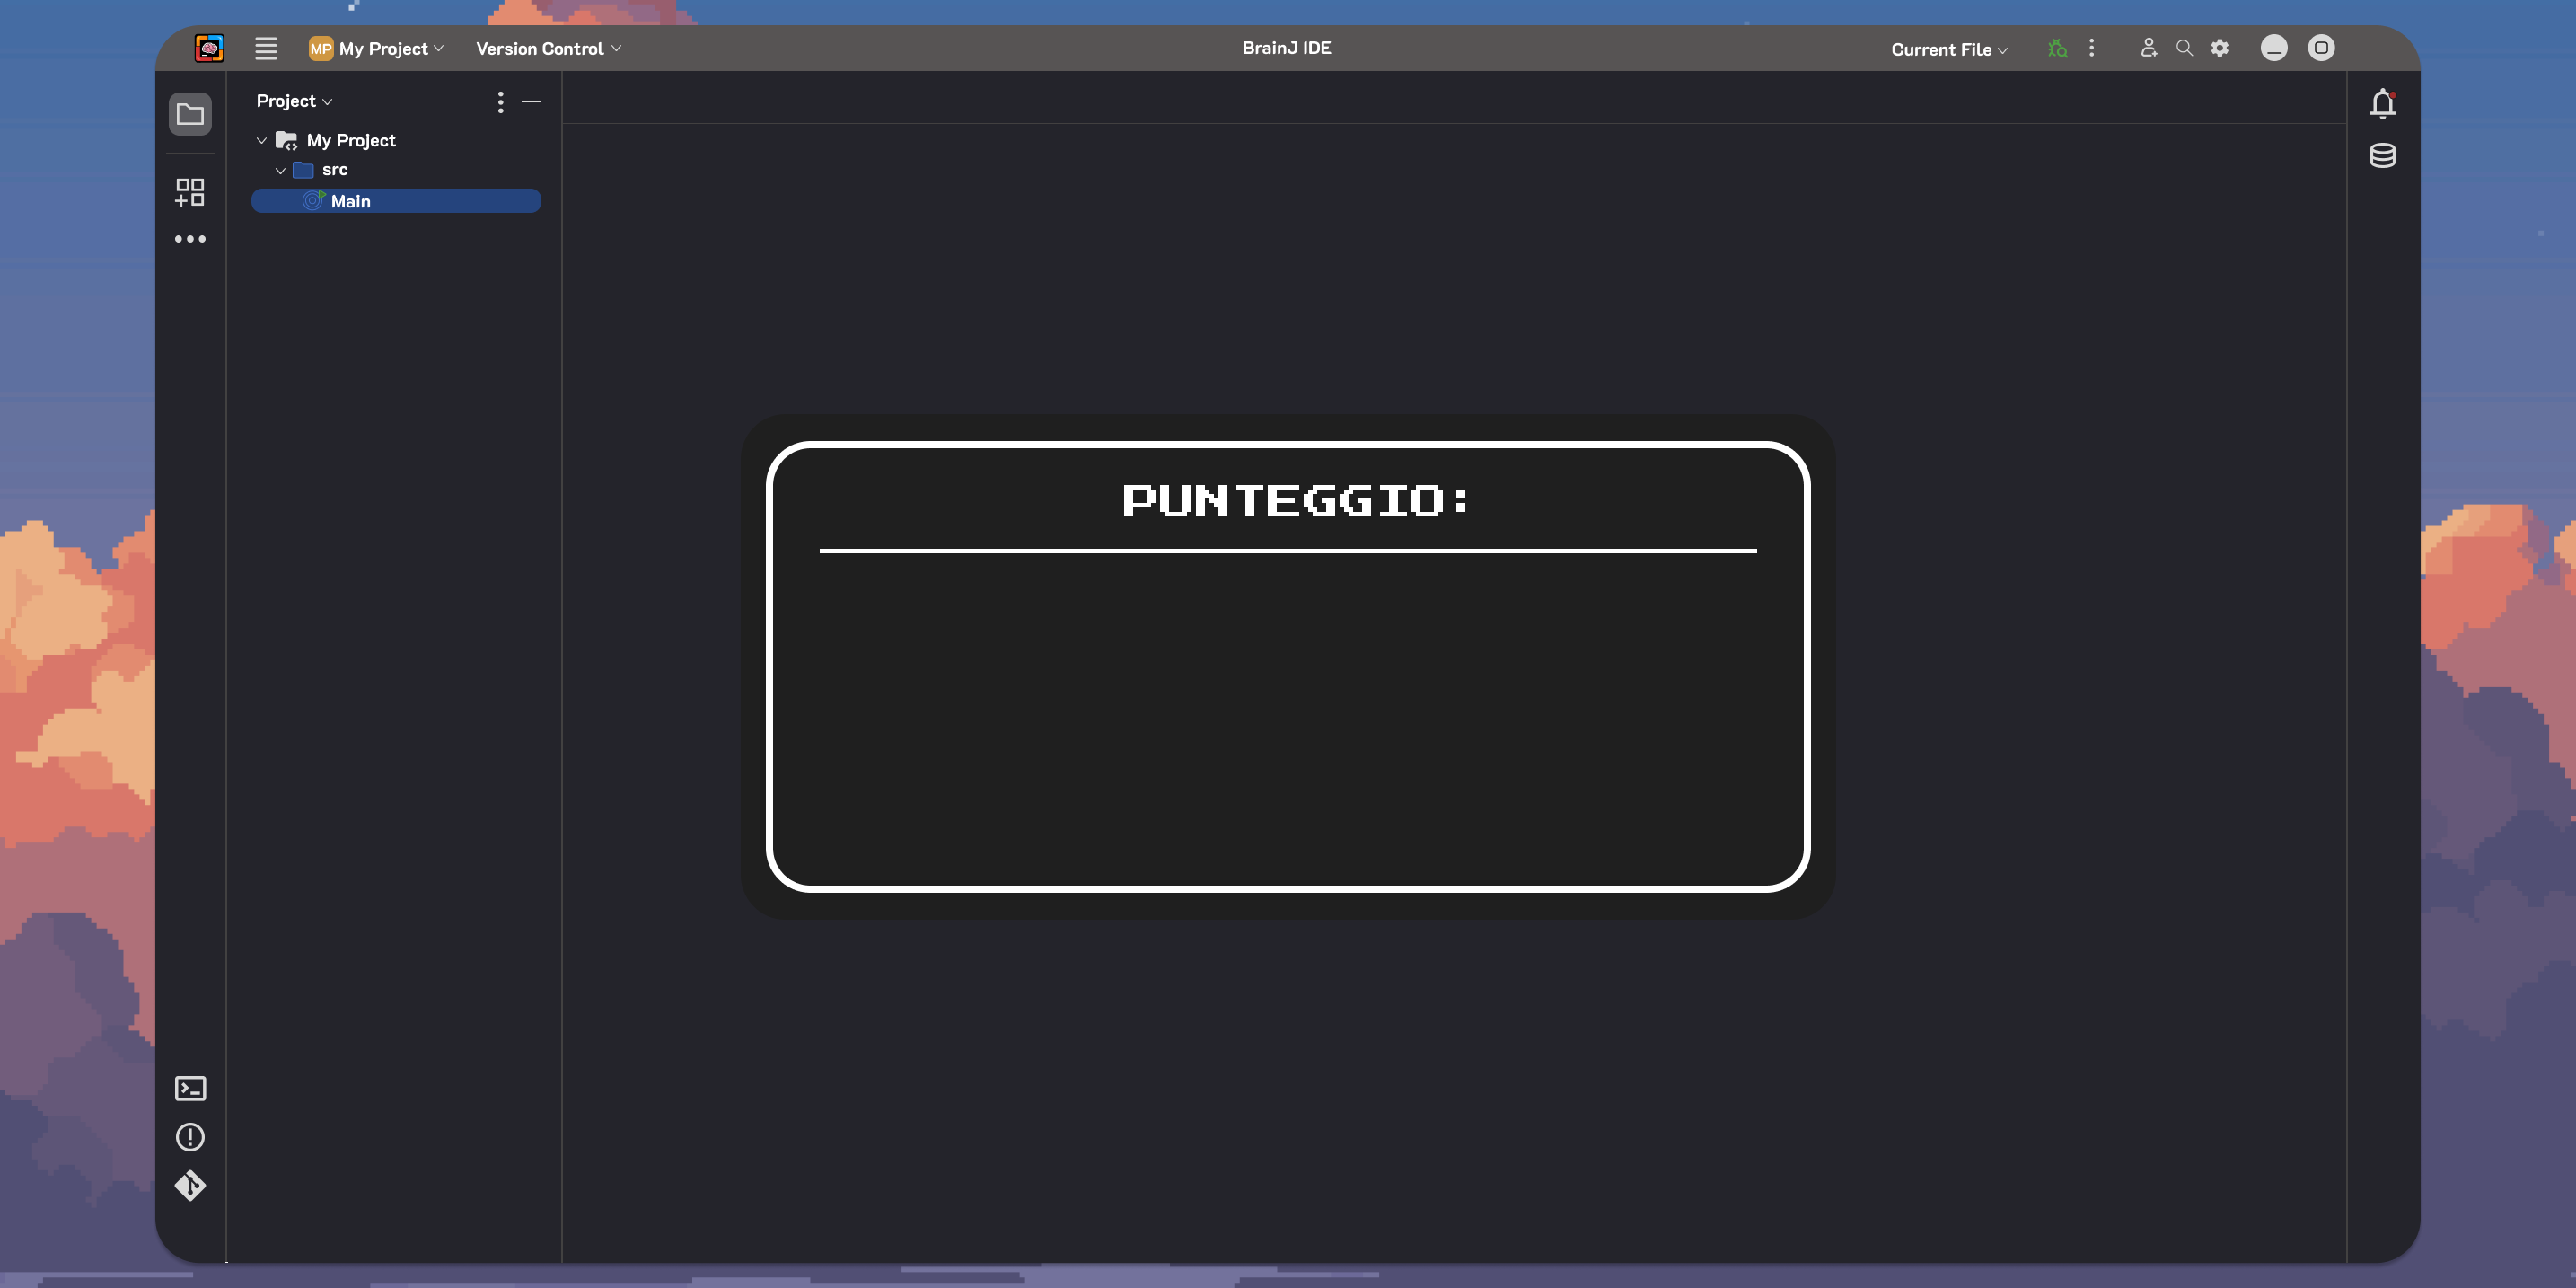 MP My Project
Version Control
BrainJ IDE
Current File
Project
My Project
src
Main
PUNTEGGIO: